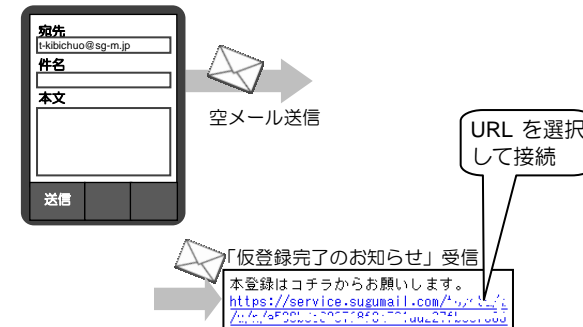 宛先
t-kibichuo@sg-m.jp
件名
本文
送信
空メール送信
URL を選択
して接続
「仮登録完了のお知らせ」受信
本登録はコチラからお願いします。
https://service.sugumail.com/